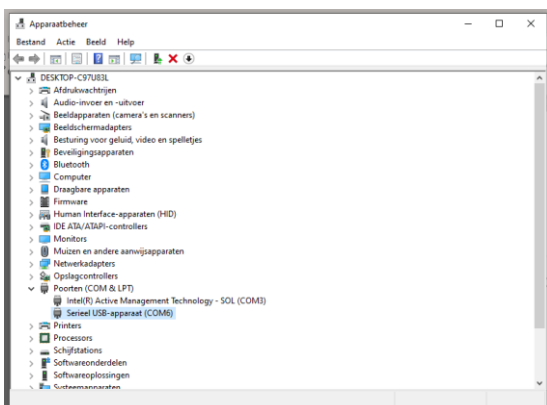 Apparaatbeheer
Bestand Actie Beeld Help
DESKTOP-C97U83L
Afdrukwachtrijen
Audio-invoer en -uitvoer
Beeldapparaten (camera's en scanners)
Beeldschermadapters
Besturing voor geluid, video en spelletjes
Beveiligingsapparaten
Bluetooth
Computer
Draagbare apparaten
Firmware
Human Interface-apparaten (HID)
IDE ATA/ATAPI-controllers
Monitors
Muizen en andere aanwijsapparaten
Netwerkadapters
Opslagcontrollers
Poorten (COM & LPT)
Intel(R) Active Management Technology - SOL (COM3)
Serieel USB-apparaat (COM6)
Printers
Processors
Schijfstations
Softwareonderdelen
Softwareoplossingen
Systeemapparaten